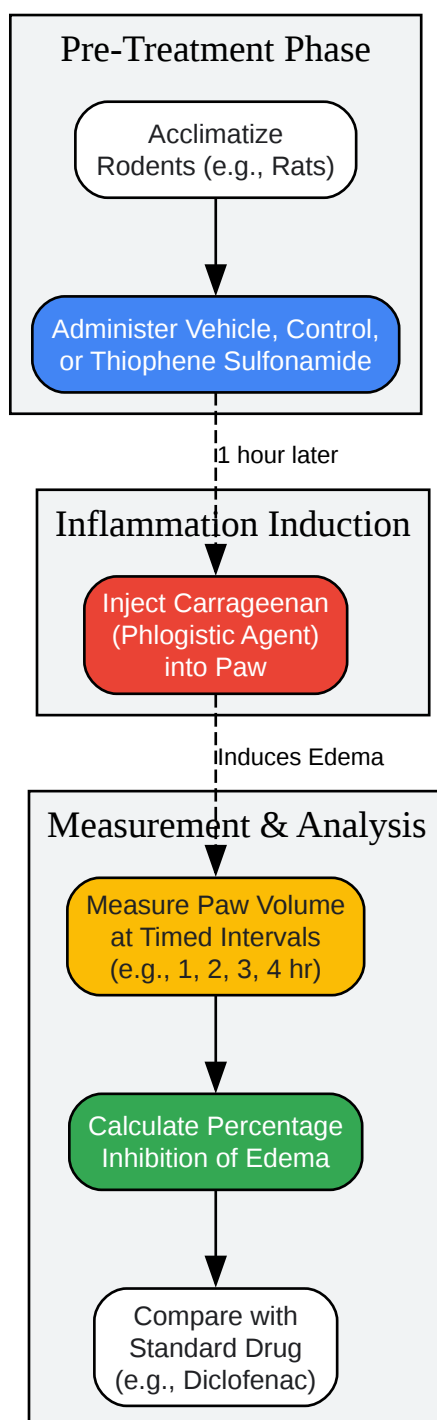 Pre-Treatment Phase
Acclimatize
Rodents (e.g., Rats)
Administer Vehicle, Control,
or Thiophene Sulfonamide
1 hour later
Inflammation Induction
Inject Carrageenan
(Phlogistic Agent)
into Paw
Induces Edema
Measurement & Analysis
Measure Paw Volume
at Timed Intervals
(e.g., 1, 2, 3, 4 hr)
Calculate Percentage
Inhibition of Edema
Compare with
Standard Drug
(e.g., Diclofenac)